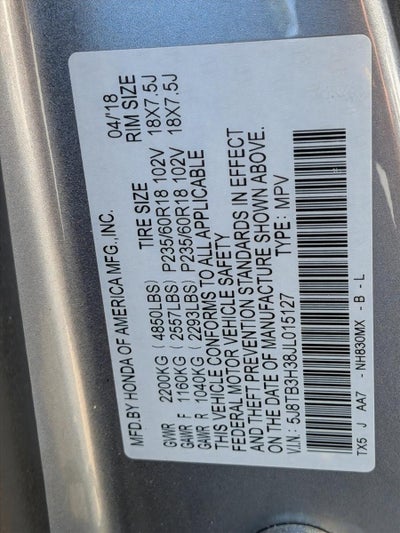 MFD.BY HONDA OF AMERICA MFG.,INC. 04/'18
TIRE SIZE RIM SIZE
GVWR 2200KG (4850LBS) P235/60R18 102V 18X7.5J
GAWR F 1160KG (2557LBS) P235/60R18 102V 18X7.5J
GAWR R 1040KG (2293LBS)
THIS VEHICLE CONFORMS TO ALL APPLICABLE
FEDERAL MOTOR VEHICLE SAFETY
AND THEFT PREVENTION STANDARDS IN EFFECT
ON THE DATE OF MANUFACTURE SHOWN ABOVE.
V.I.N: 5J8TB3H38JL015127 TYPE: MPV
TX5 J AA7 - NH830MX - B - L